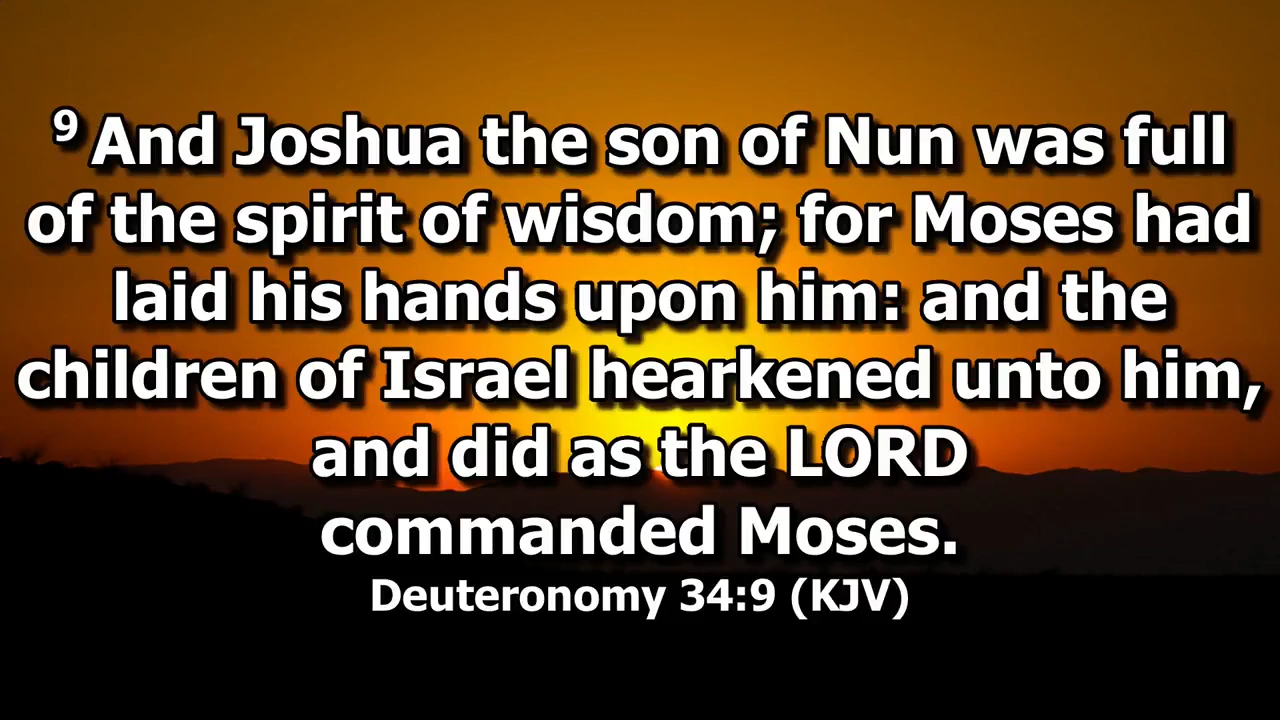 9 And Joshua the son of Nun was full
of the spirit of wisdom; for Moses had
laid his hands upon him: and the
children of Israel hearkened unto him,
and did as the LORD
commanded Moses.
Deuteronomy 34:9 (KJV)